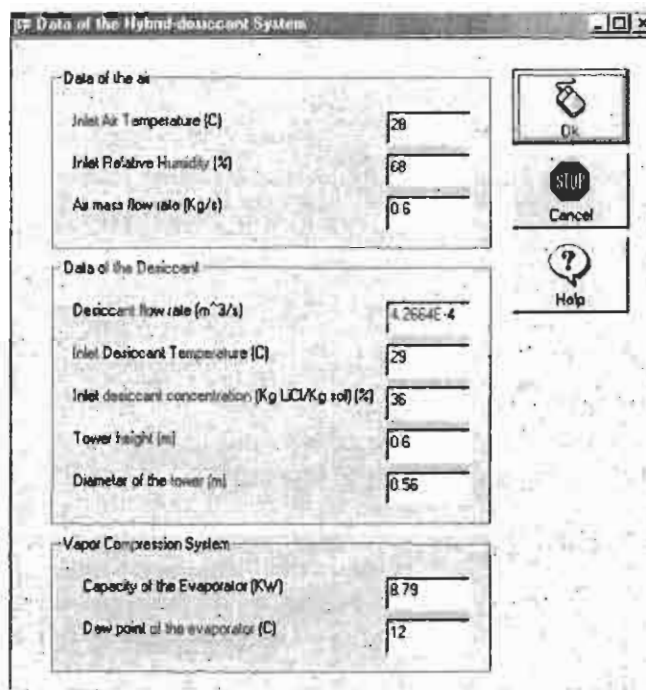 Data of the Hybrid-desiccant System
Data of the air
Inlet Air Temperature (C)
28
Inlet Relative Humidity (%)
68
Air mass flow rate (Kg/s)
0.6
Data of the Desiccant
Desiccant flow rate (m^3/s)
4.2664E-4
Inlet Desiccant Temperature (C)
29
Inlet desiccant concentration (Kg LiCl/Kg sol) (%)
36
Tower height (m)
0.6
Diameter of the tower (m)
0.56
Vapor Compression System
Capacity of the Evaporator (KW)
8.79
Dew point of the evaporator (C)
12
Ok
STOP
Cancel
?
Help